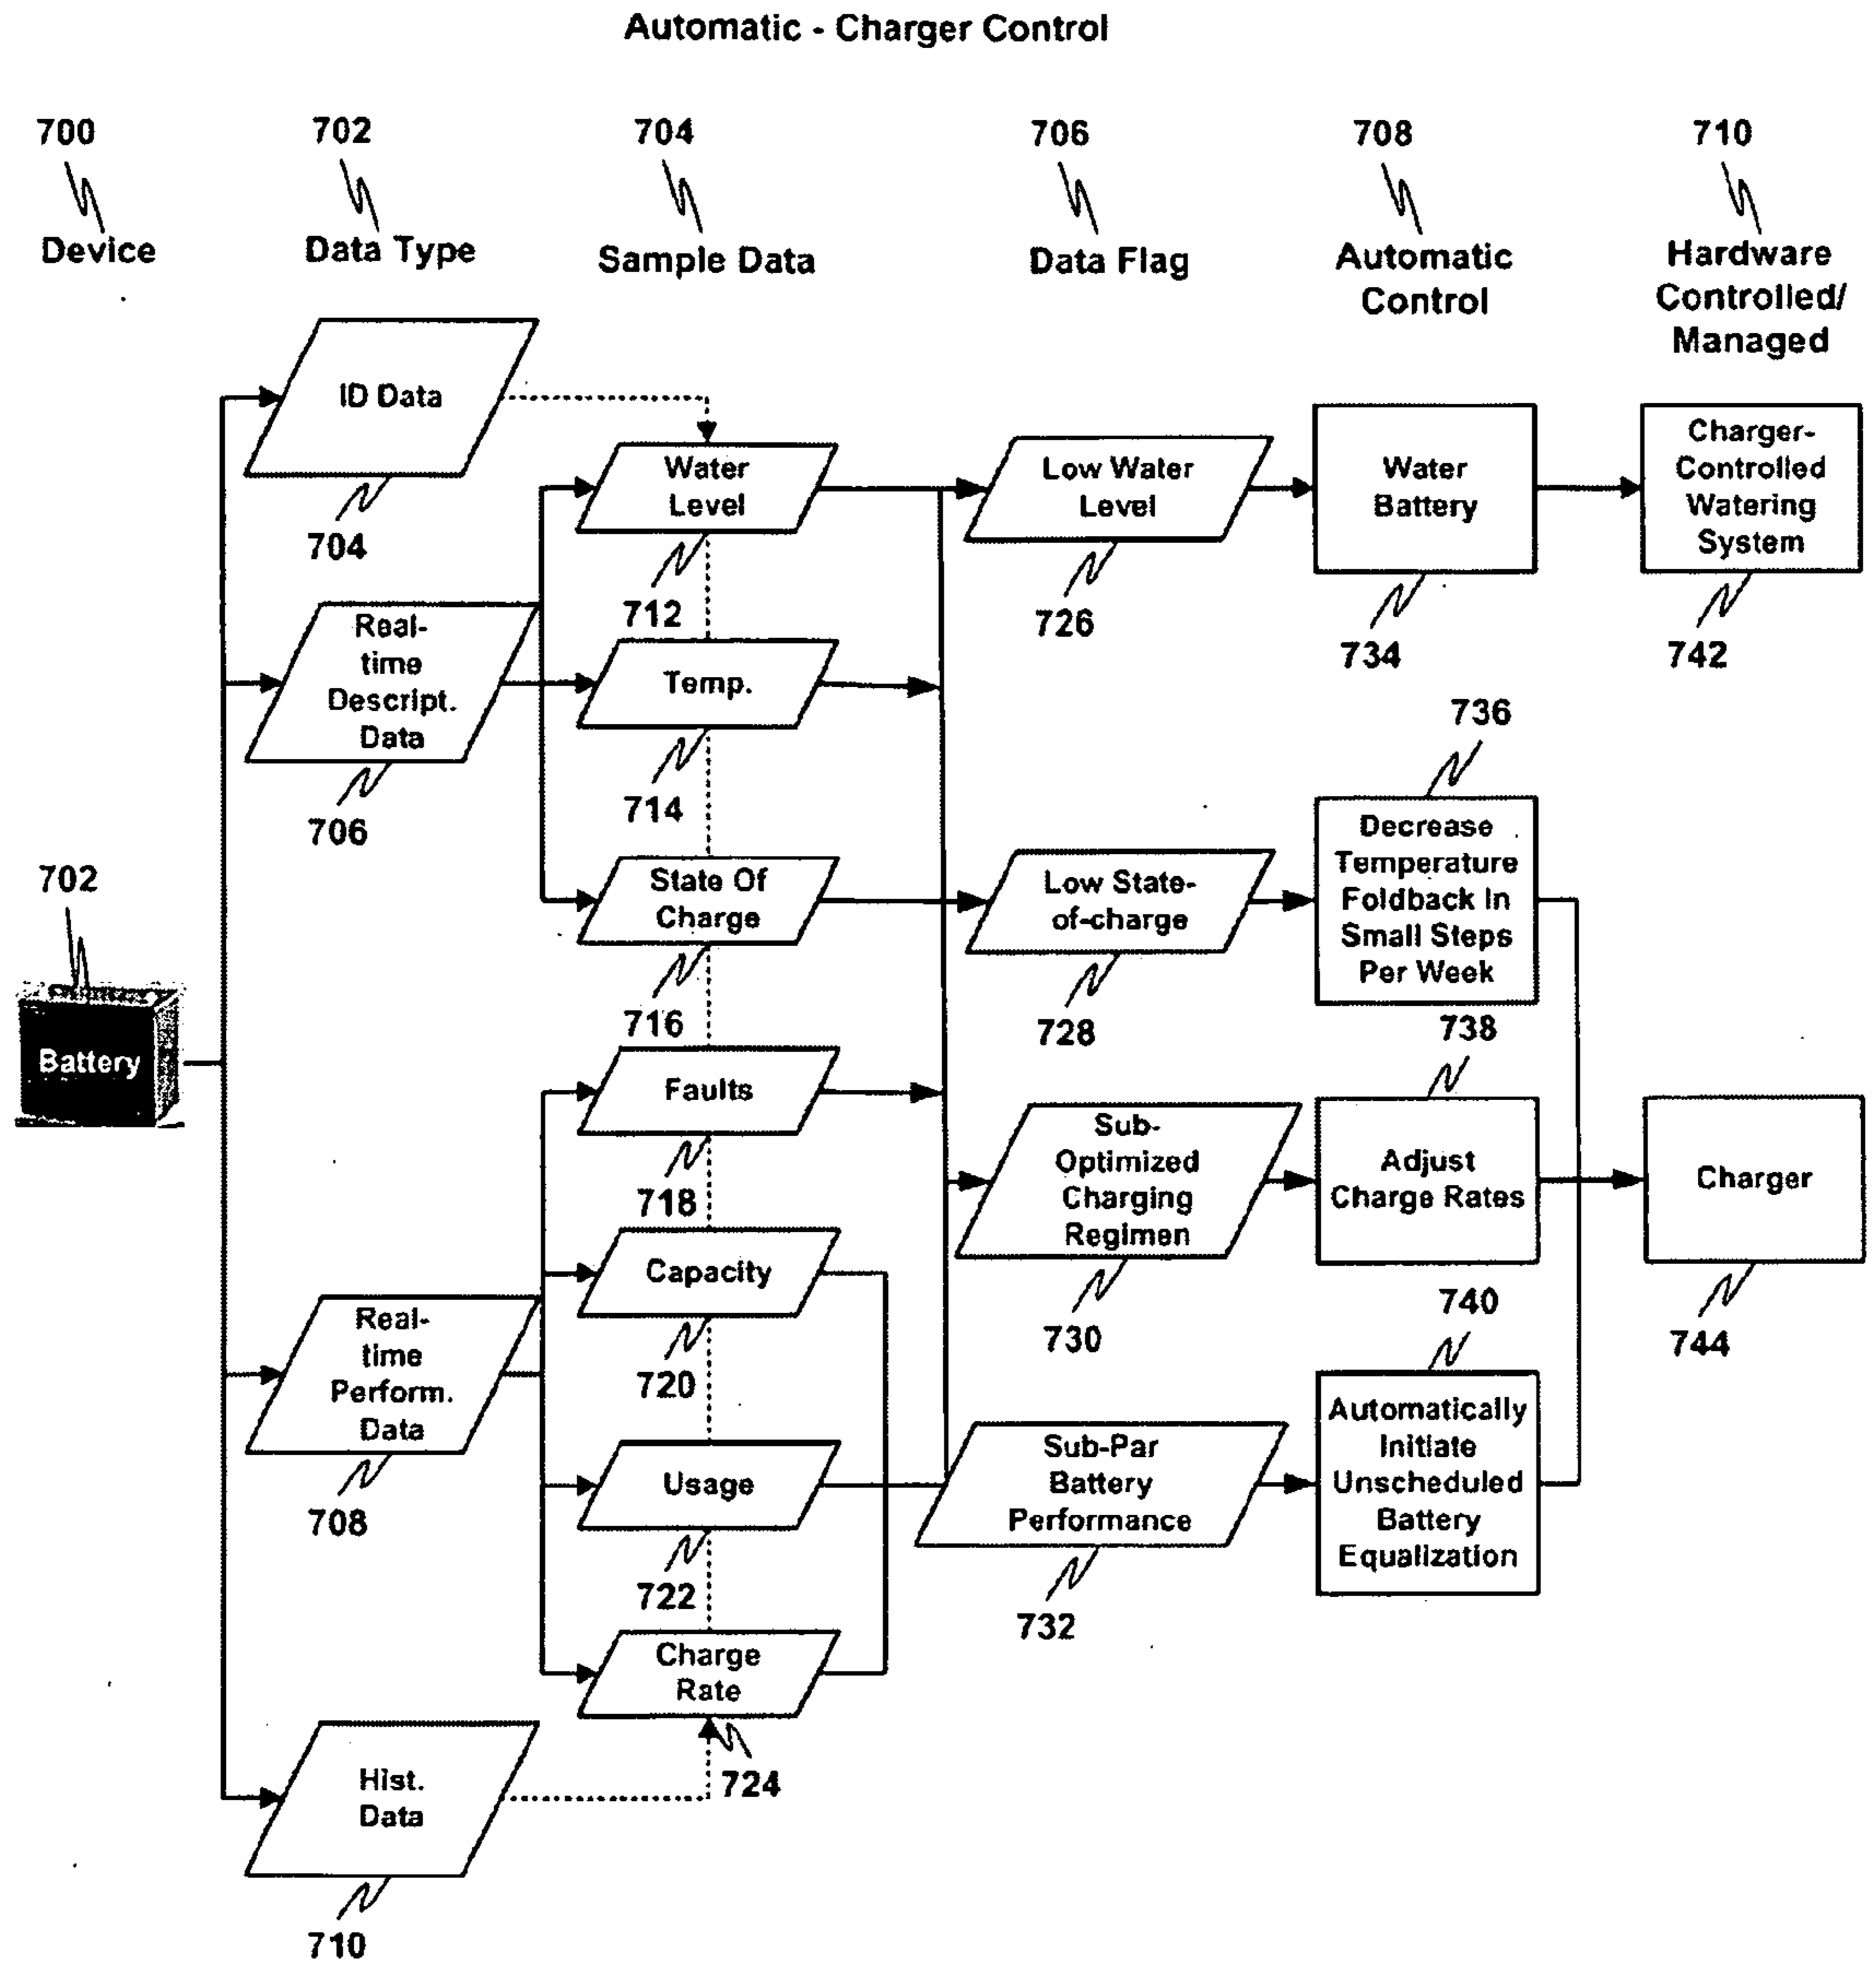 Automatic - Charger Control
700
702
704
706
708
710
Device
Data Type
Sample Data
Data Flag
Automatic
Control
Hardware
Controlled/
Managed
ID Data
704
Real-
time
Descript.
Data
706
702
Battery
Real-
time
Perform.
Data
708
Hist.
Data
710
Water
Level
712
Temp.
714
State Of
Charge
716
Faults
718
Capacity
720
Usage
722
Charge
Rate
724
Low Water
Level
726
Low State-
of-charge
728
Sub-
Optimized
Charging
Regimen
730
Sub-Par
Battery
Performance
732
Water
Battery
734
736
Decrease
Temperature
Foldback In
Small Steps
Per Week
738
Adjust
Charge Rates
740
Automatically
Initiate
Unscheduled
Battery
Equalization
Charger-
Controlled
Watering
System
742
Charger
744